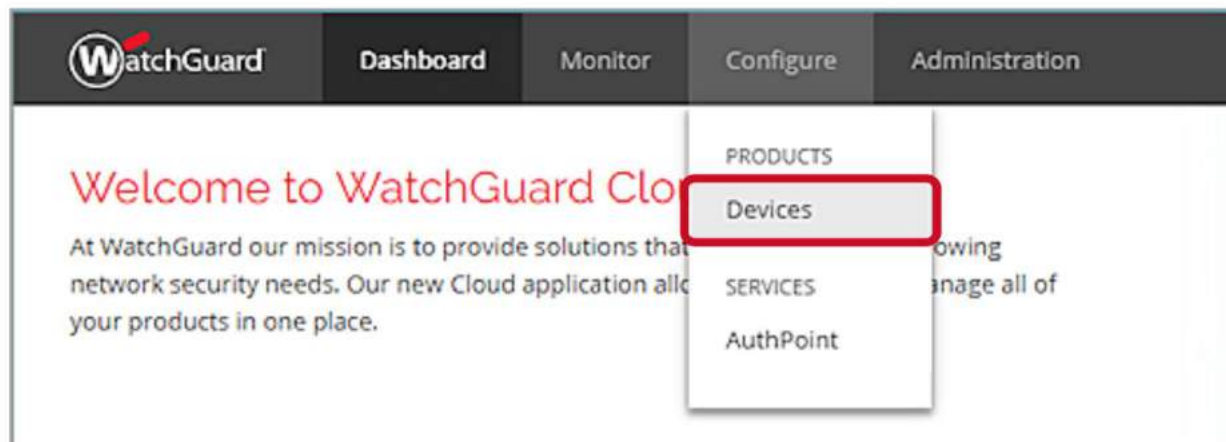 WatchGuard Dashboard Monitor Configure Administration
Welcome to WatchGuard Clo
At WatchGuard our mission is to provide solutions that owing
network security needs. Our new Cloud application allo anage all of
your products in one place.
PRODUCTS
Devices
SERVICES
AuthPoint